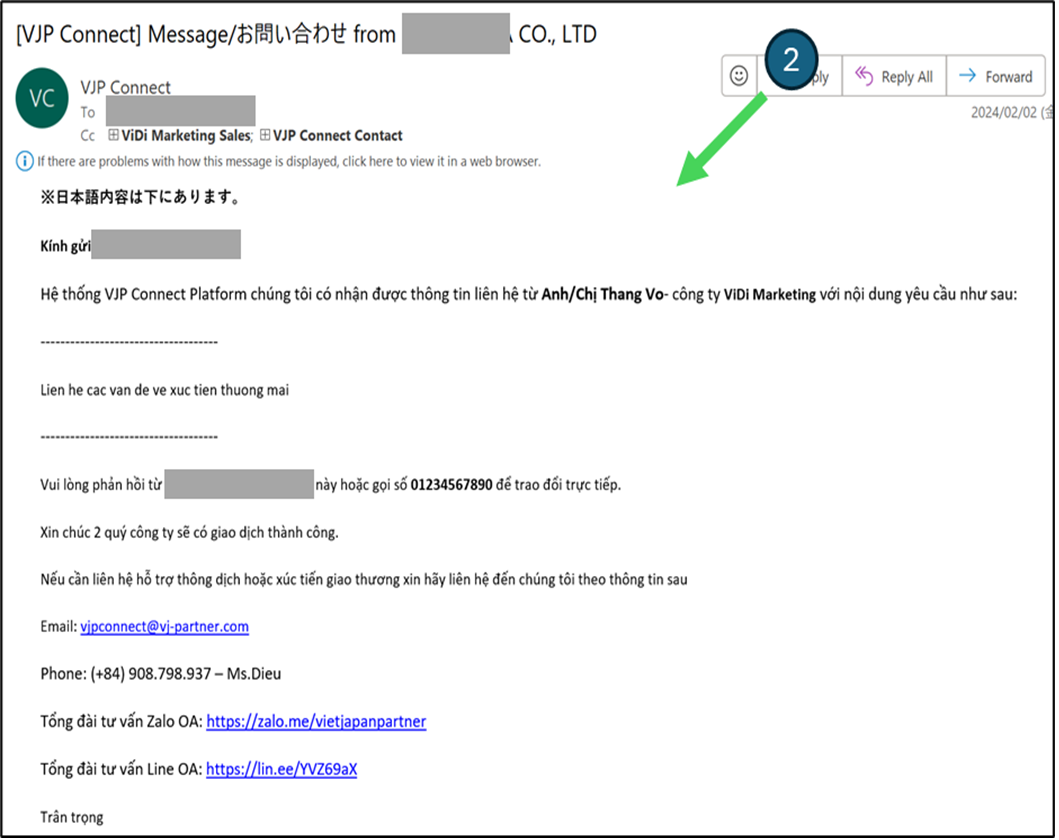 [VJP Connect] Message/お問い合わせ from CO., LTD
2
Reply All
Forward
VC
VJP Connect
2024/02/02
To
Cc ViDi Marketing Sales; VJP Connect Contact
If there are problems with how this message is displayed, click here to view it in a web browser.
※日本語内容は下にあります。
Kính gửi
Hệ thống VJP Connect Platform chúng tôi có nhận được thông tin liên hệ từ Anh/Chị Thang Vo- công ty ViDi Marketing với nội dung yêu cầu như sau:
------------------------------------
Lien he cac van de ve xuc tien thuong mai
------------------------------------
Vui lòng phản hồi từ này hoặc gọi số 01234567890 để trao đổi trực tiếp.
Xin chúc 2 quý công ty sẽ có giao dịch thành công.
Nếu cần liên hệ hỗ trợ thông dịch hoặc xúc tiến giao thương xin hãy liên hệ đến chúng tôi theo thông tin sau
Email: vjpconnect@vj-partner.com
Phone: (+84) 908.798.937 – Ms.Dieu
Tổng đài tư vấn Zalo OA: https://zalo.me/vietjapanpartner
Tổng đài tư vấn Line OA: https://lin.ee/YVZ69aX
Trân trọng